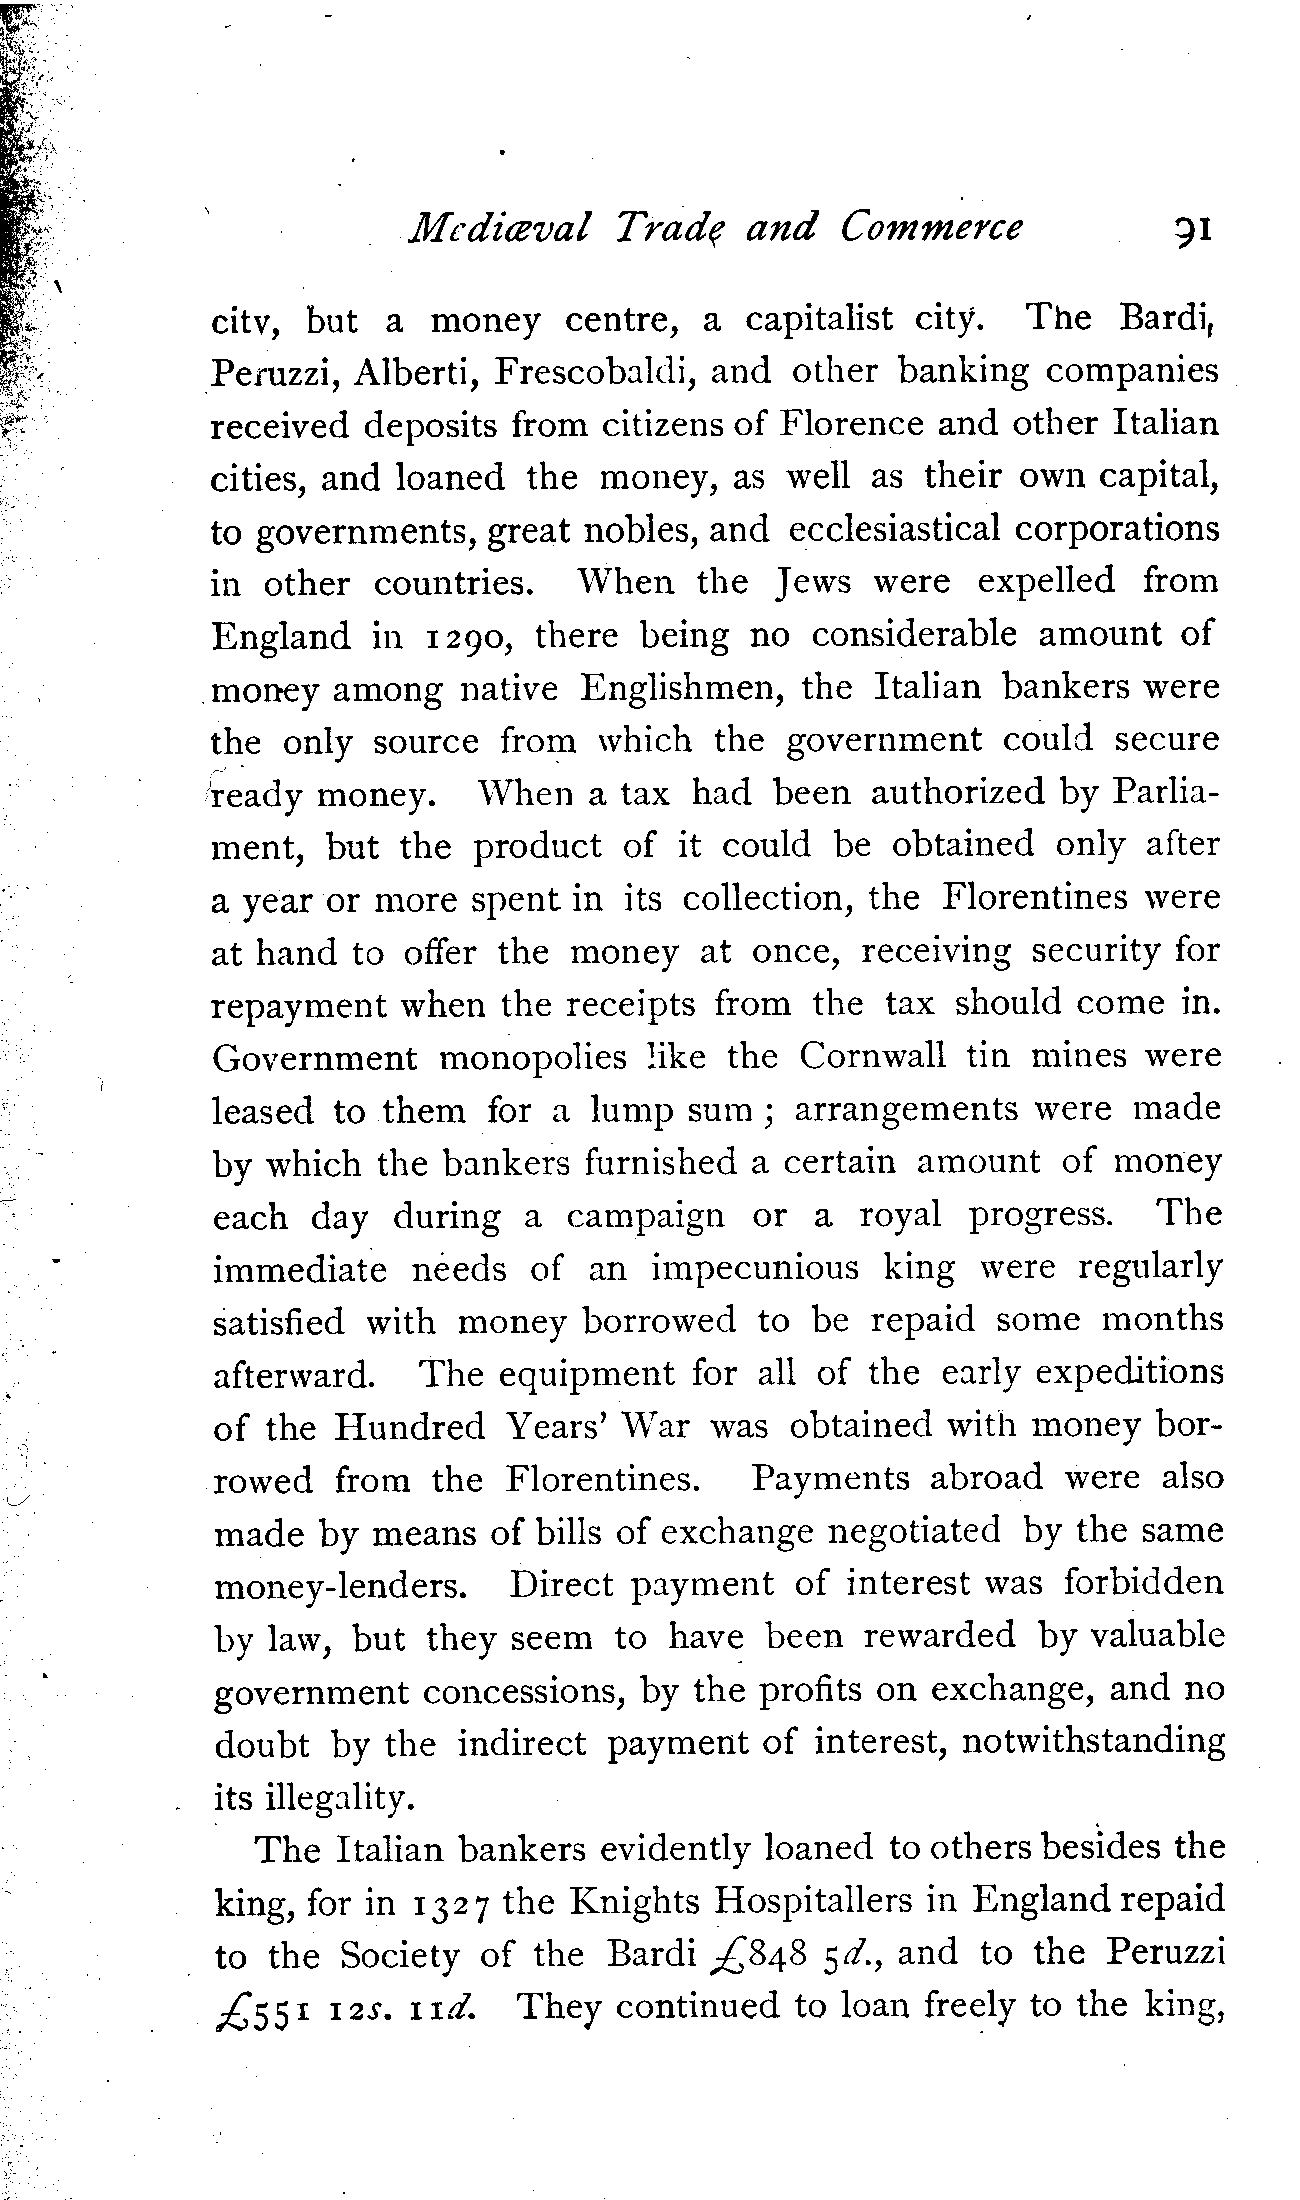 Mediæval Trade and Commerce 91
city, but a money centre, a capitalist city. The Bardi,
Peruzzi, Alberti, Frescobaldi, and other banking companies
received deposits from citizens of Florence and other Italian
cities, and loaned the money, as well as their own capital,
to governments, great nobles, and ecclesiastical corporations
in other countries. When the Jews were expelled from
England in 1290, there being no considerable amount of
money among native Englishmen, the Italian bankers were
the only source from which the government could secure
ready money. When a tax had been authorized by Parlia-
ment, but the product of it could be obtained only after
a year or more spent in its collection, the Florentines were
at hand to offer the money at once, receiving security for
repayment when the receipts from the tax should come in.
Government monopolies like the Cornwall tin mines were
leased to them for a lump sum ; arrangements were made
by which the bankers furnished a certain amount of money
each day during a campaign or a royal progress. The
immediate needs of an impecunious king were regularly
satisfied with money borrowed to be repaid some months
afterward. The equipment for all of the early expeditions
of the Hundred Years' War was obtained with money bor-
rowed from the Florentines. Payments abroad were also
made by means of bills of exchange negotiated by the same
money-lenders. Direct payment of interest was forbidden
by law, but they seem to have been rewarded by valuable
government concessions, by the profits on exchange, and no
doubt by the indirect payment of interest, notwithstanding
its illegality.
The Italian bankers evidently loaned to others besides the
king, for in 1327 the Knights Hospitallers in England repaid
to the Society of the Bardi £848 5d., and to the Peruzzi
£551 12s. 11d. They continued to loan freely to the king,